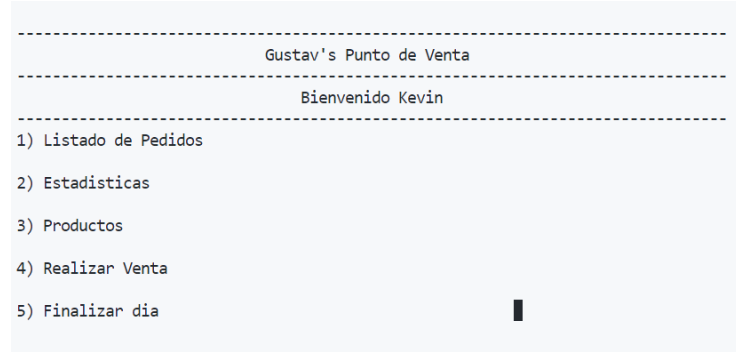 --------------------------------------------------------------------------------
Gustav's Punto de Venta
--------------------------------------------------------------------------------
Bienvenido Kevin
--------------------------------------------------------------------------------
1) Listado de Pedidos
2) Estadisticas
3) Productos
4) Realizar Venta
5) Finalizar dia